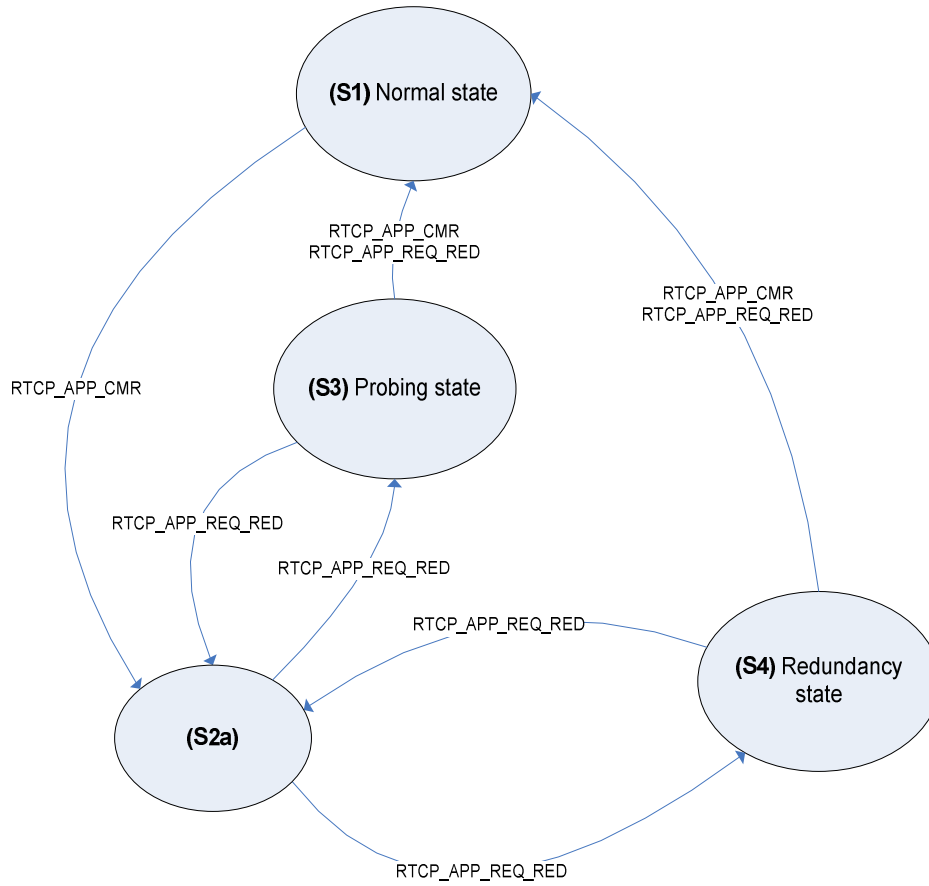 (S1) Normal state
RTCP_APP_CMR
RTCP_APP_REQ_RED
RTCP_APP_CMR
RTCP_APP_REQ_RED
(S3) Probing state
RTCP_APP_CMR
RTCP_APP_REQ_RED
RTCP_APP_REQ_RED
RTCP_APP_REQ_RED
(S4) Redundancy
state
(S2a)
RTCP_APP_REQ_RED